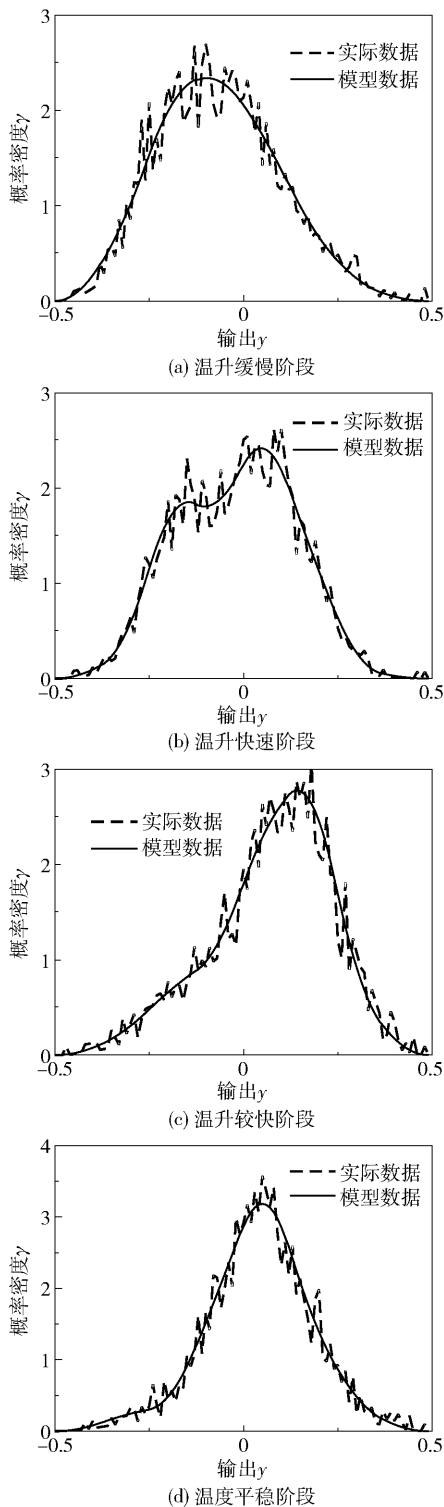 3
2
1
0
概率密度γ
实际数据
模型数据
-0.5
0
0.5
输出y
(a) 温升缓慢阶段
3
2
1
0
概率密度γ
实际数据
模型数据
-0.5
0
0.5
输出y
(b) 温升快速阶段
3
2
1
0
概率密度γ
实际数据
模型数据
-0.5
0
0.5
输出y
(c) 温升较快阶段
4
3
2
1
0
概率密度γ
实际数据
模型数据
-0.5
0
0.5
输出y
(d) 温度平稳阶段